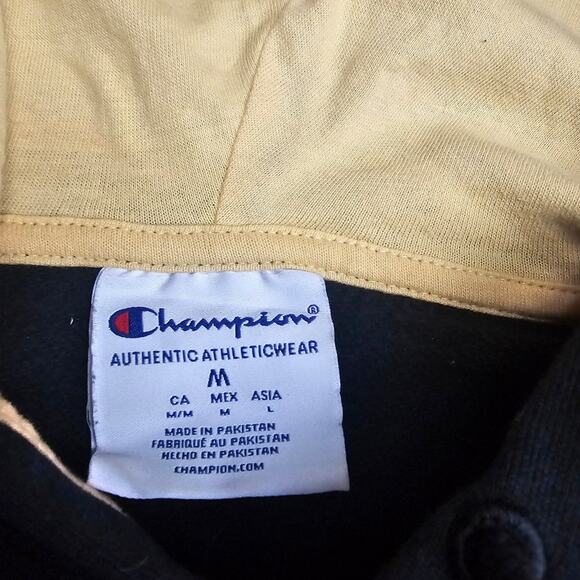 Champion®
AUTHENTIC ATHLETICWEAR
M
CA MEX ASIA
M/M M L
MADE IN PAKISTAN
FABRIQUÉ AU PAKISTAN
HECHO EN PAKISTAN
CHAMPION.COM